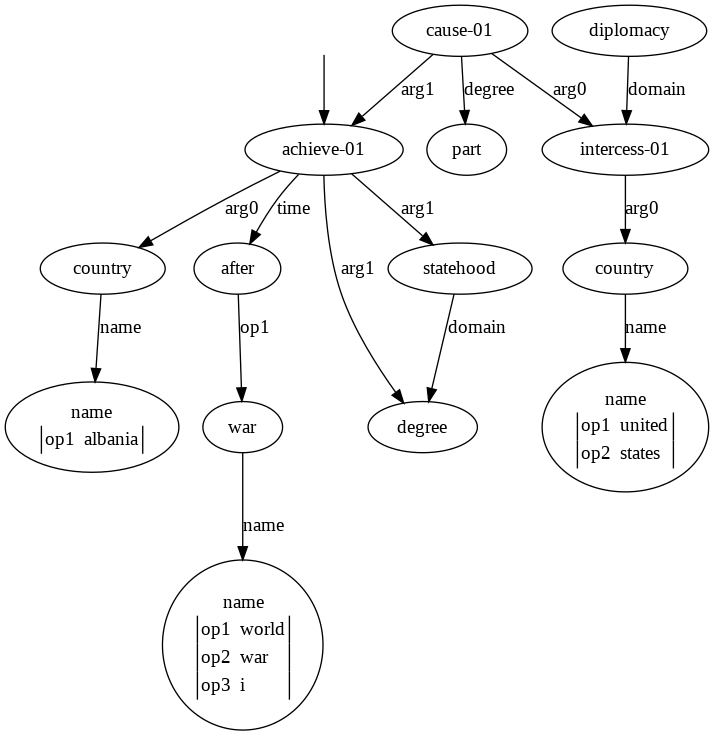 cause-01 diplomacy
arg1 degree arg0 domain
achieve-01 part intercess-01
arg0 time arg1 arg0
country after arg1 statehood country
name op1 domain name
name
op1 albania
war degree
name
op1 united
op2 states
name
name
op1 world
op2 war
op3 i